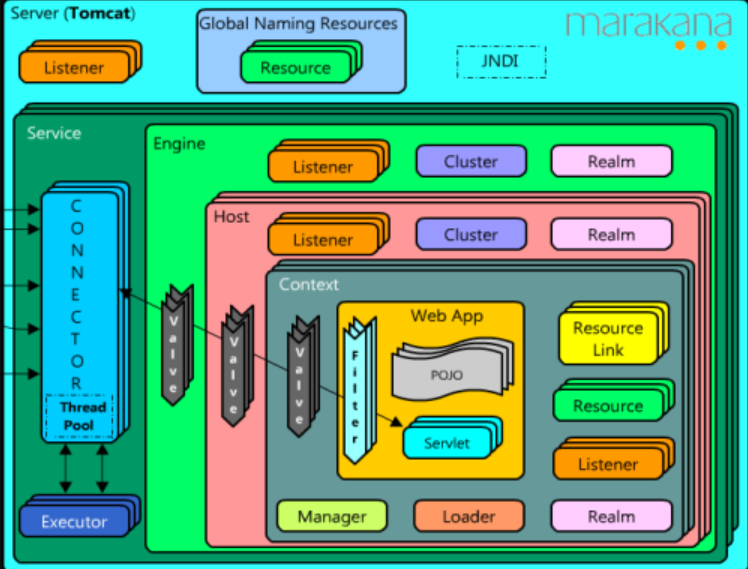 Server (Tomcat)
marakana
Global Naming Resources
Listener
Resource
JNDI
Service
Engine
Listener
Cluster
Realm
Host
Listener
Cluster
Realm
CONNECTOR
Thread
Pool
Executor
Valve
Valve
Valve
Context
Web App
Filter
POJO
Servlet
Resource
Link
Resource
Listener
Manager
Loader
Realm